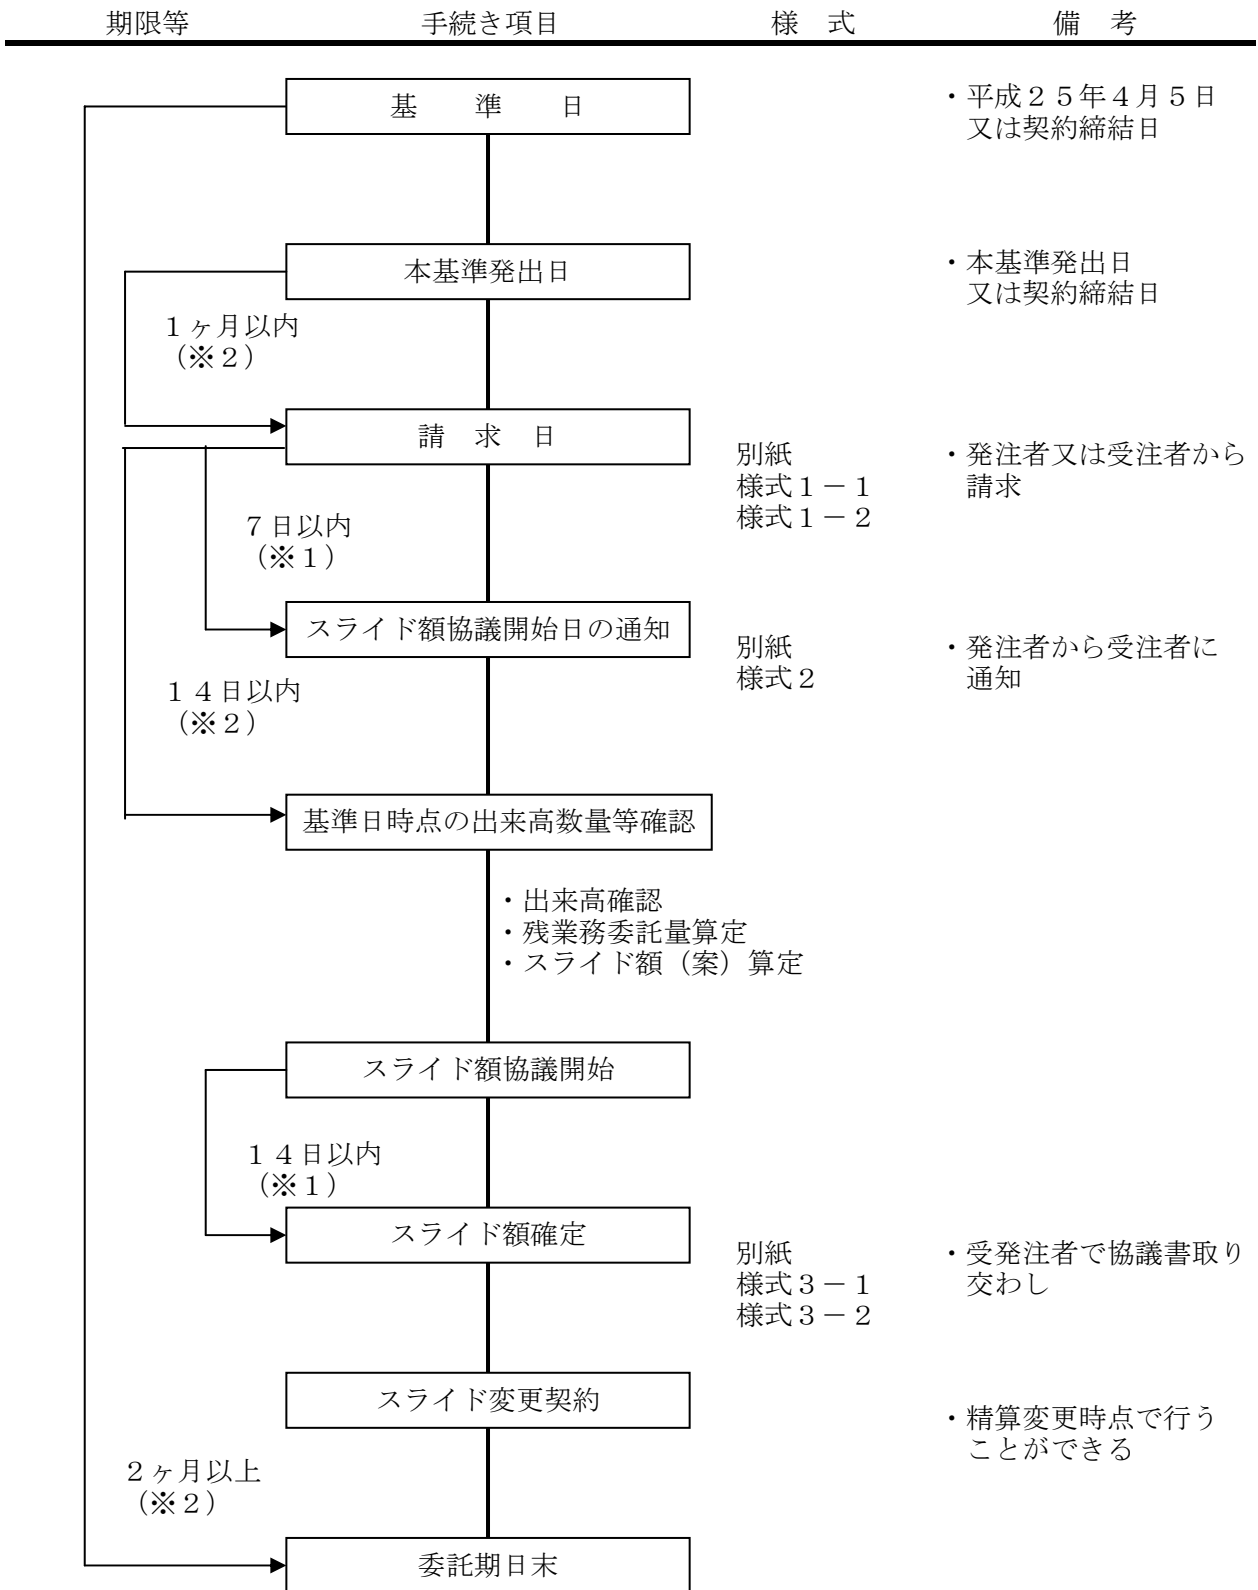 期限等　手続き項目　様　式　備　考
基　準　日
・平成２５年４月５日
又は契約締結日
本基準発出日
・本基準発出日
又は契約締結日
１ヶ月以内
（※２）
請　求　日
別紙
様式１－１
様式１－２
・発注者又は受注者から
請求
７日以内
（※１）
スライド額協議開始日の通知
別紙
様式２
・発注者から受注者に
通知
１４日以内
（※２）
基準日時点の出来高数量等確認
・出来高確認
・残業務委託量算定
・スライド額（案）算定
スライド額協議開始
１４日以内
（※１）
スライド額確定
別紙
様式３－１
様式３－２
・受発注者で協議書取り
交わし
スライド変更契約
・精算変更時点で行う
ことができる
２ヶ月以上
（※２）
委託期日末